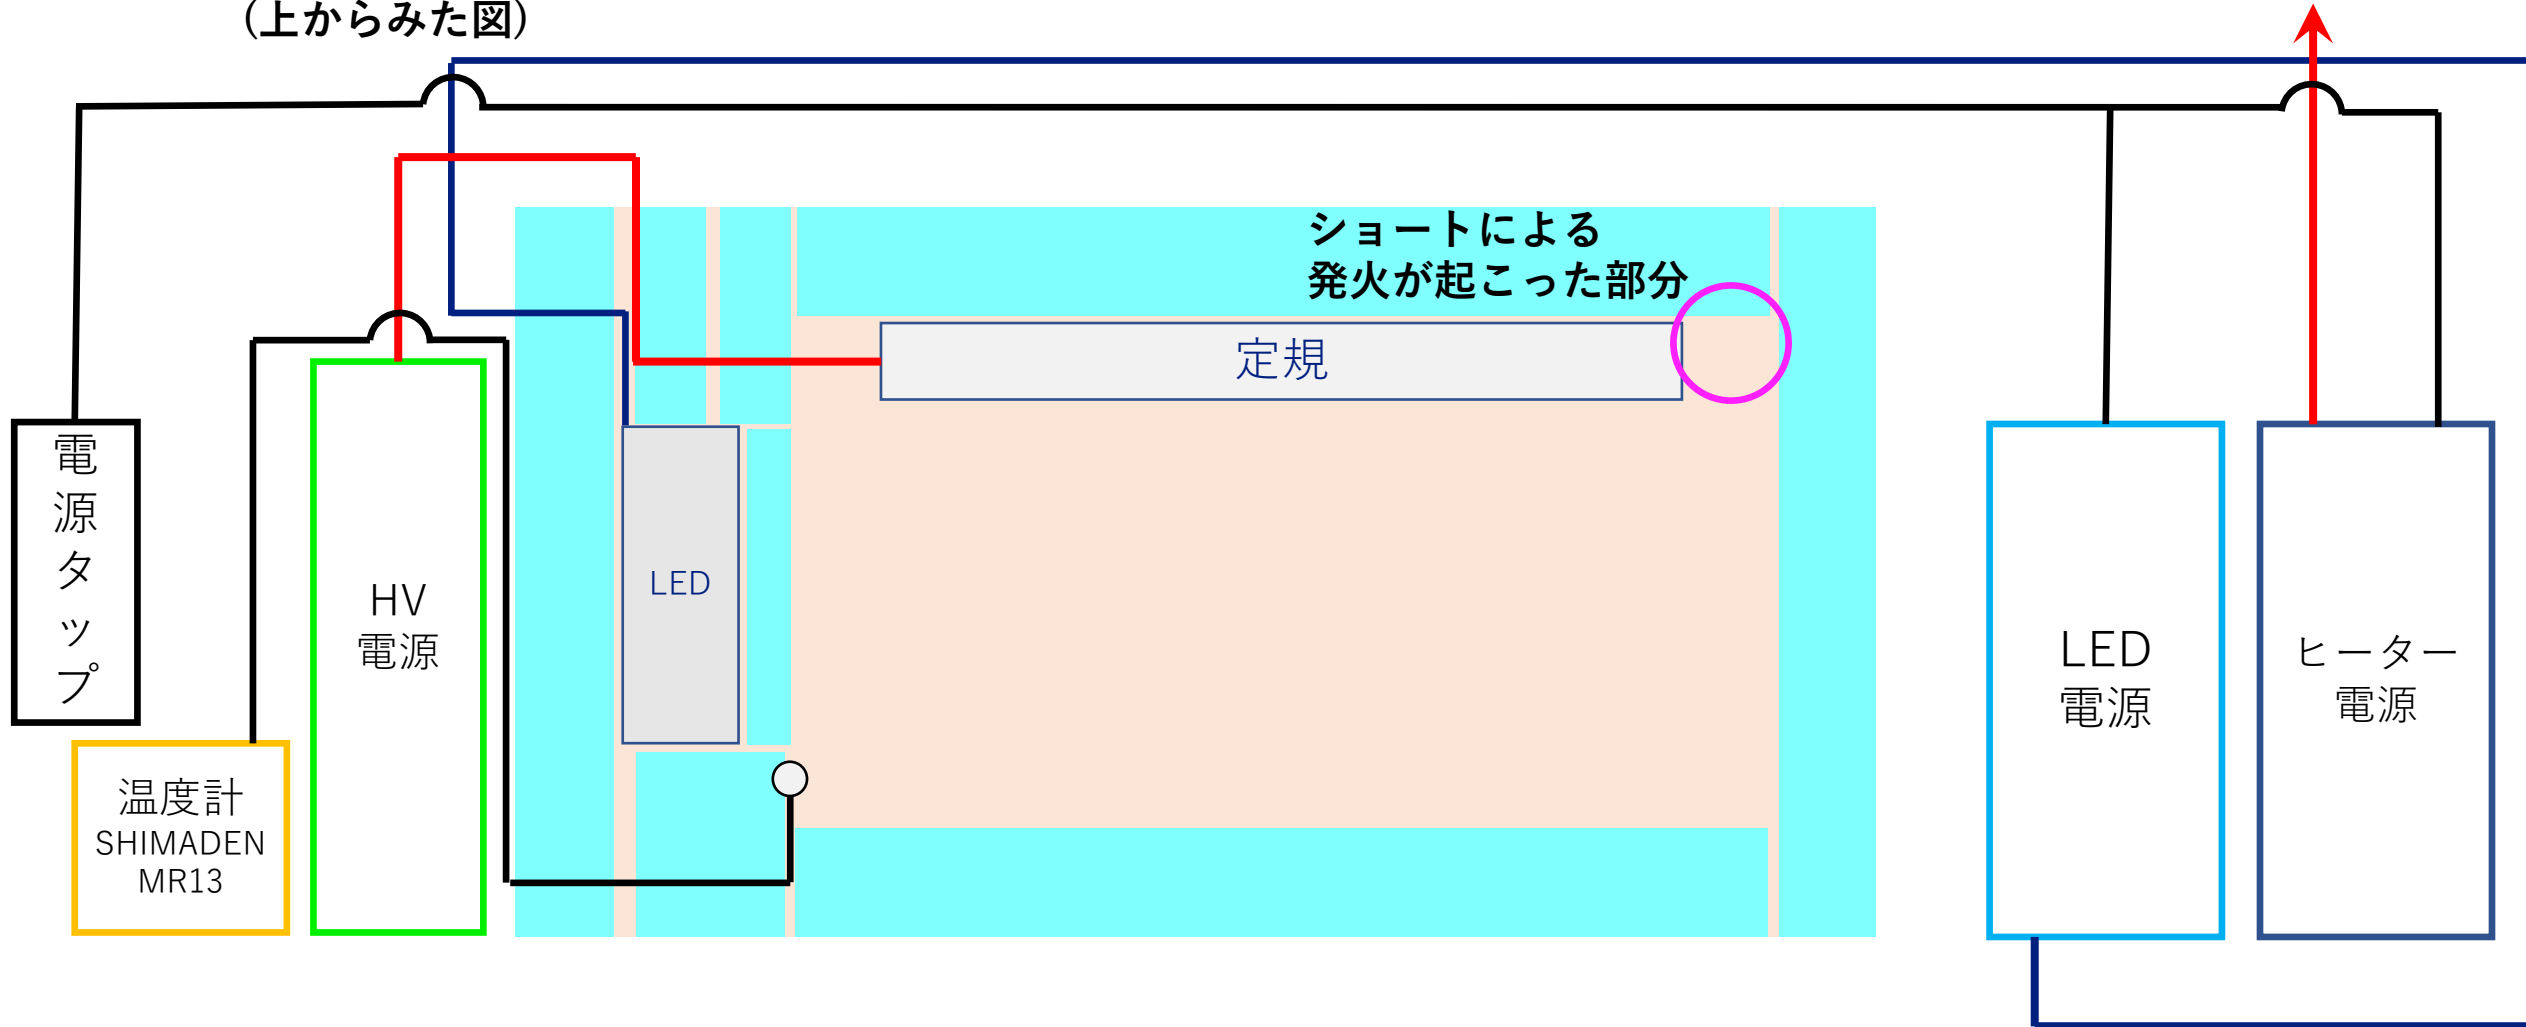 (上からみた図)
ショートによる
発火が起こった部分
定規
電源タップ
LED
HV
電源
LED
電源
ヒーター
電源
温度計
SHIMADEN
MR13